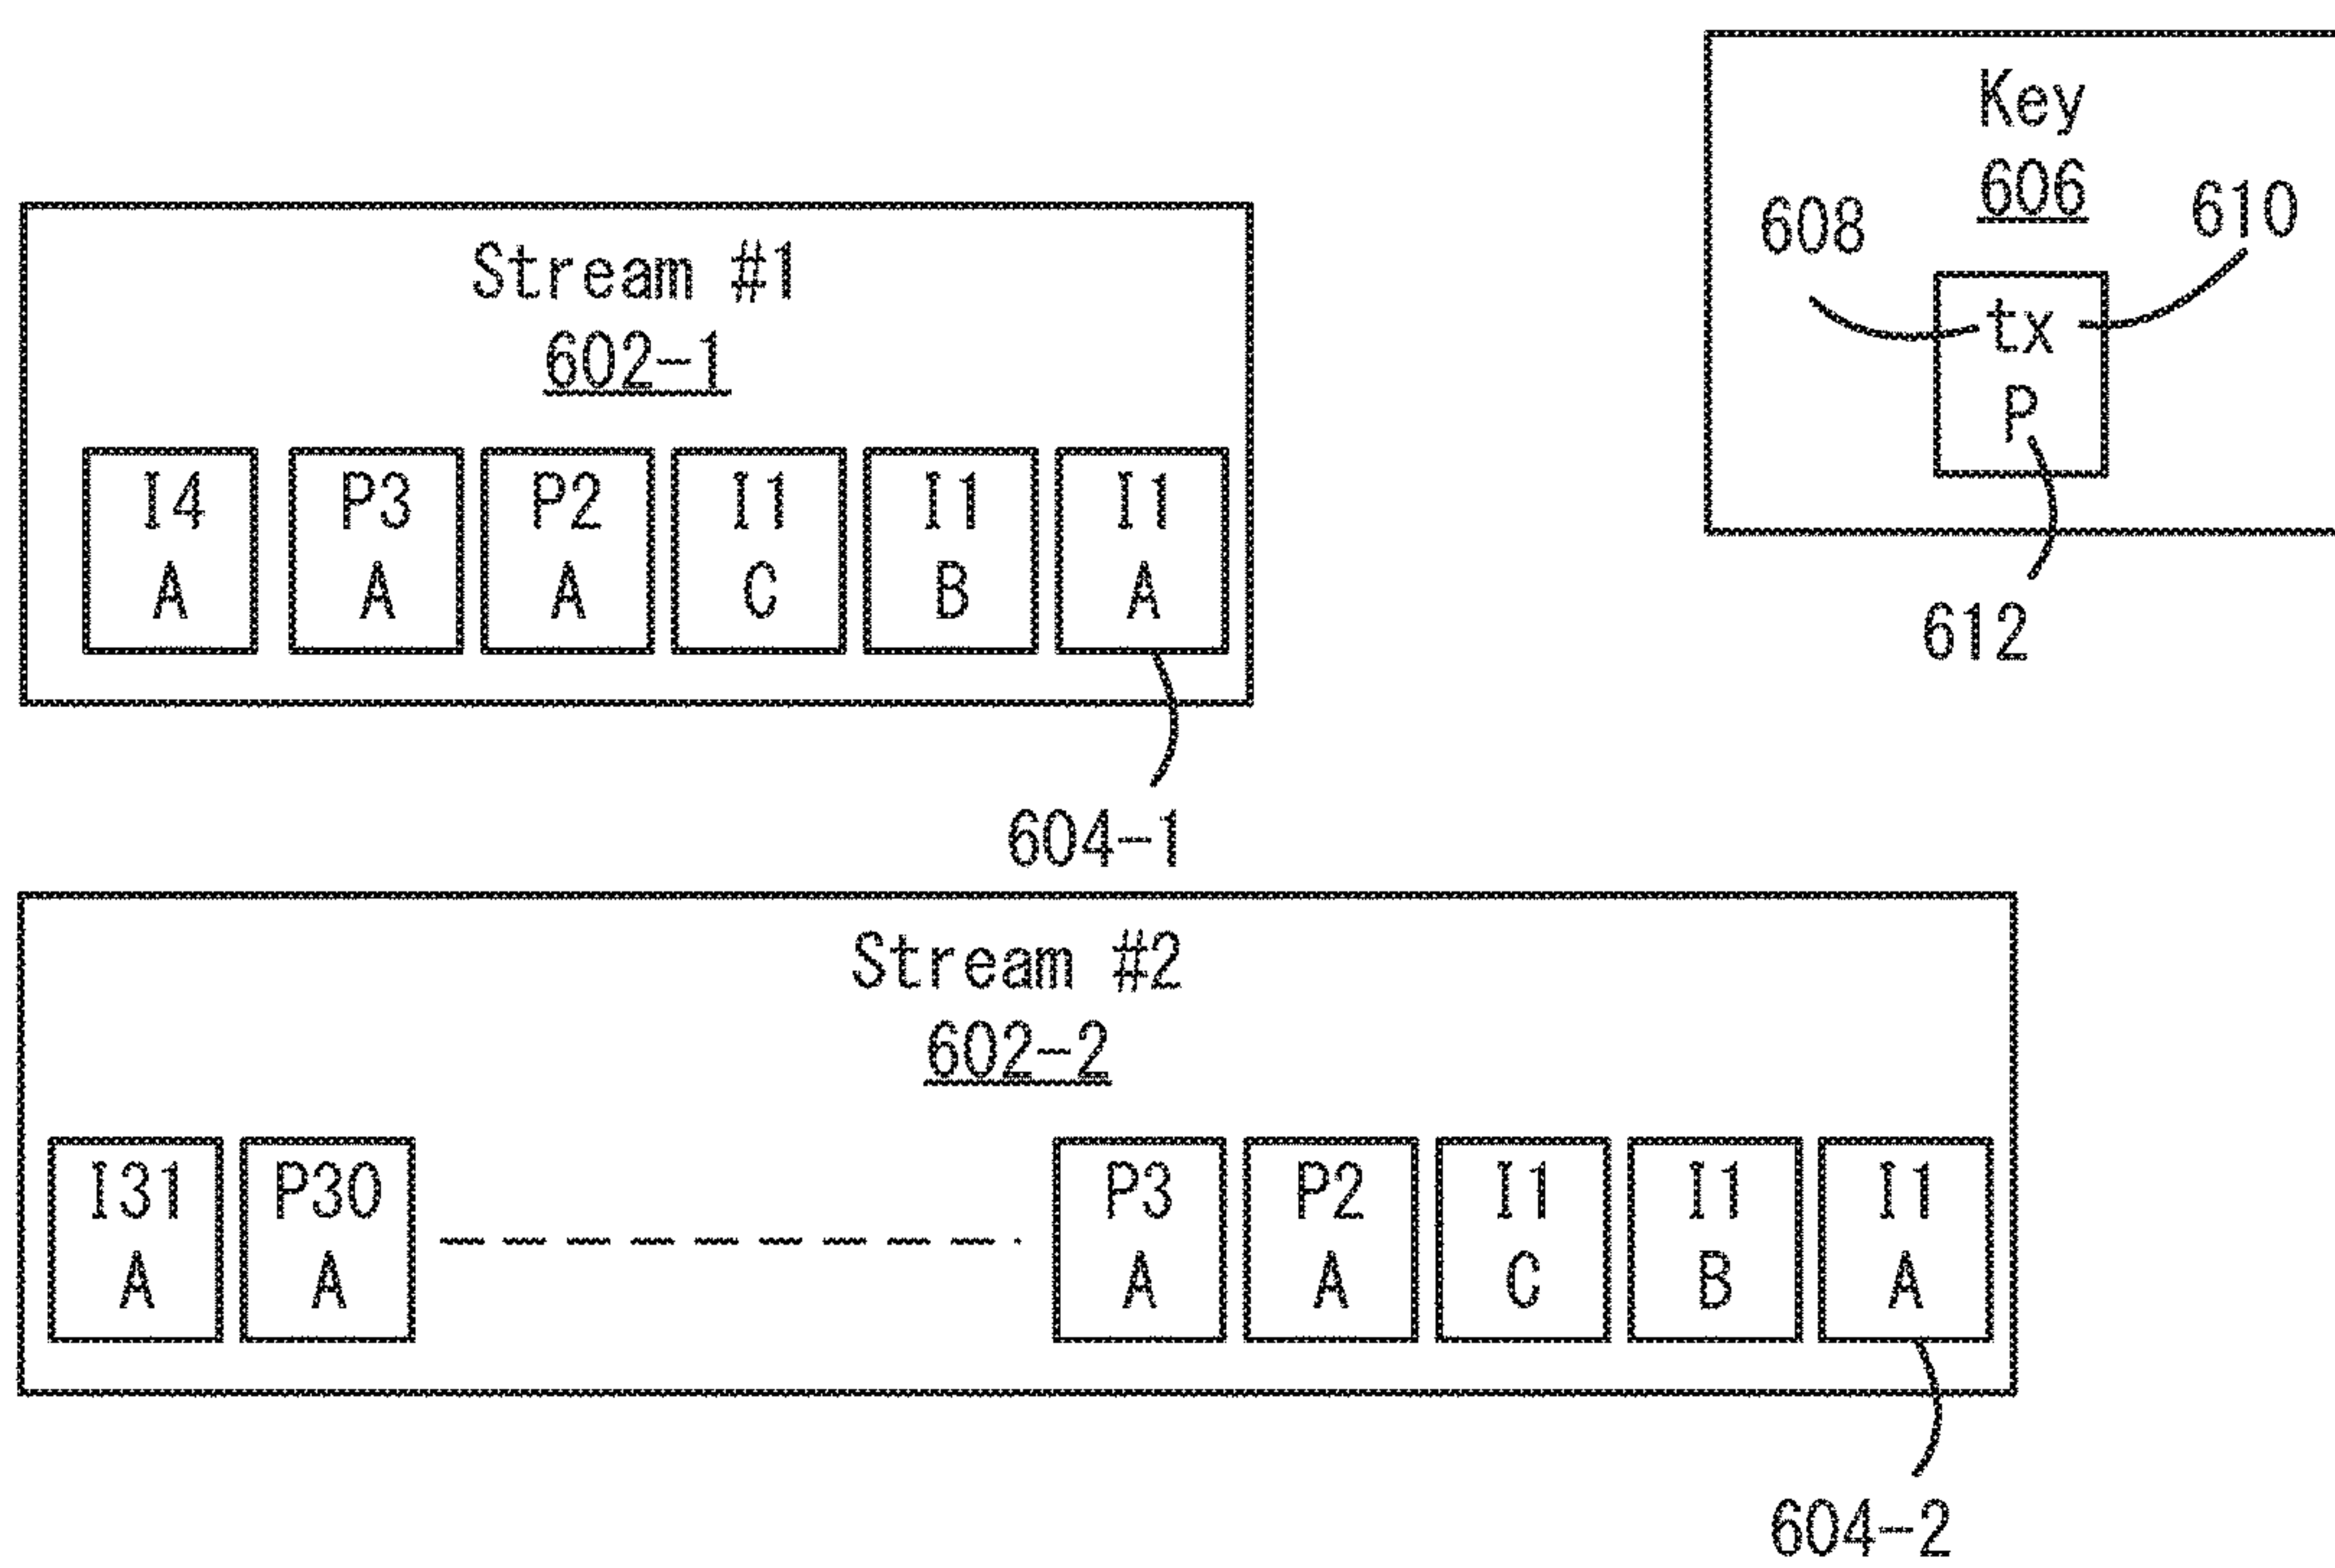 Key
606
608
610
tx
P
612
Stream #1
602-1
I4 P3 P2 I1 I1 I1
A A A C B A
604-1
Stream #2
602-2
I31 P30 P3 P2 I1 I1 I1
A A A A C B A
604-2